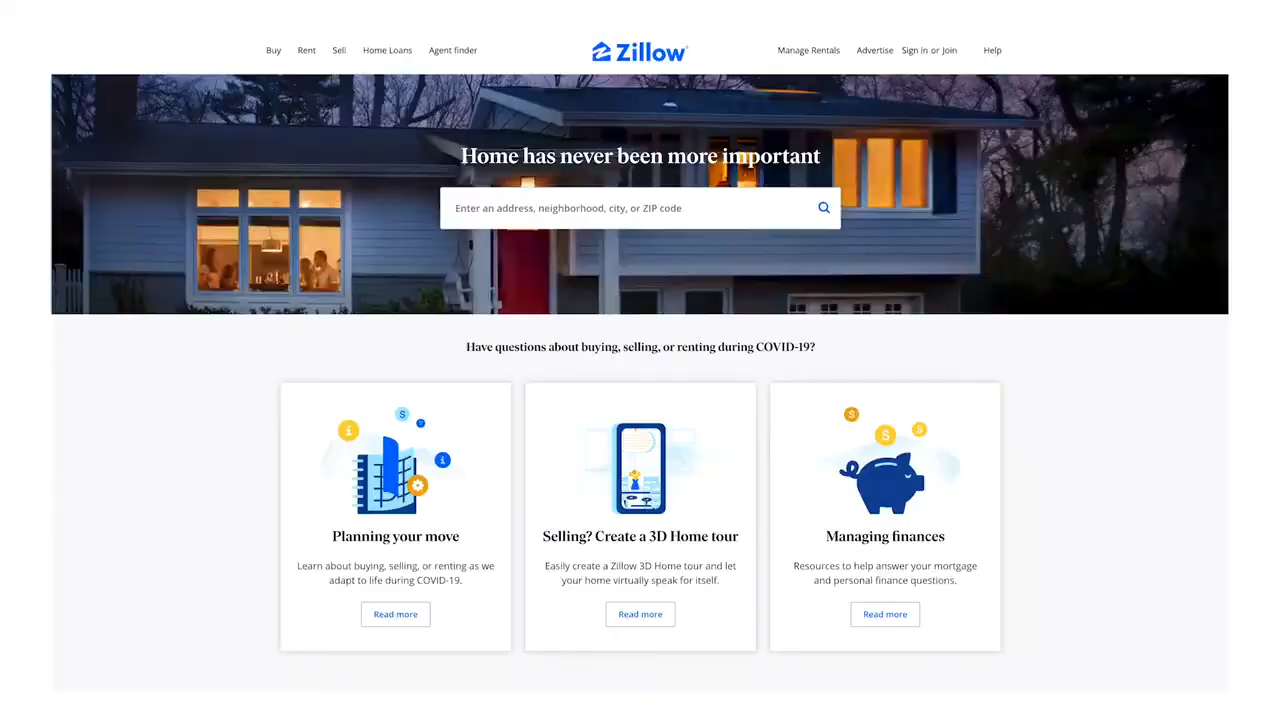 Buy Rent Sell Home Loans Agent finder Zillow Manage Rentals Advertise Sign in or Join Help
Home has never been more important
Enter an address, neighborhood, city, or ZIP code
Have questions about buying, selling, or renting during COVID-19?
Planning your move
Learn about buying, selling, or renting as we
adapt to life during COVID-19.
Read more
Selling? Create a 3D Home tour
Easily create a Zillow 3D Home tour and let
your home virtually speak for itself.
Read more
Managing finances
Resources to help answer your mortgage
and personal finance questions.
Read more